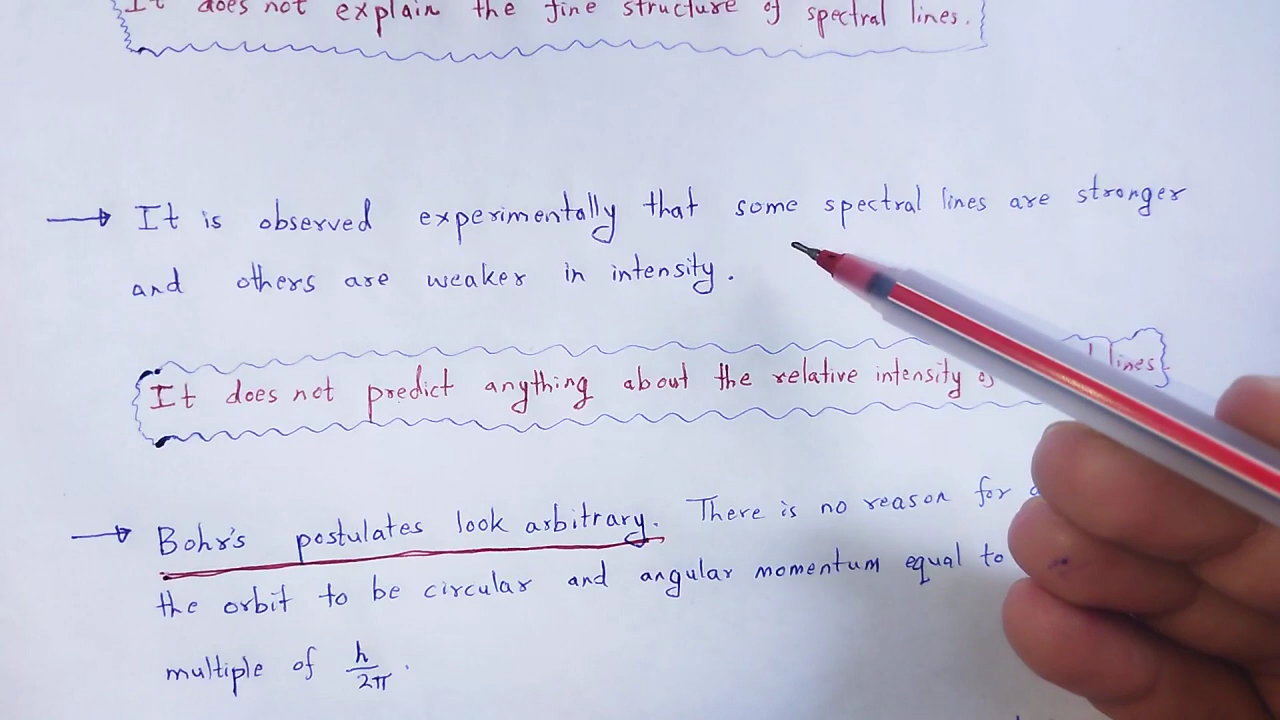 It does not explain the fine structure of spectral lines.
→ It is observed experimentally that some spectral lines are stronger
and others are weaker in intensity.
It does not predict anything about the relative intensity of lines
→ Bohr's postulates look arbitrary. There is no reason for
the orbit to be circular and angular momentum equal to
multiple of h/2π.